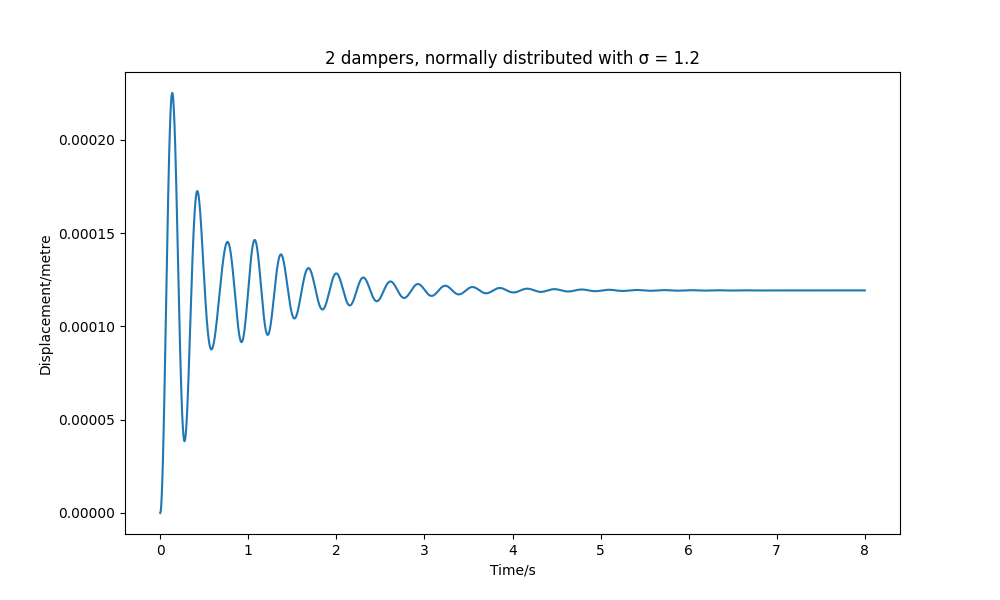 2 dampers, normally distributed with σ = 1.2
0.00020
0.00015
0.00010
0.00005
0.00000
Displacement/metre
0 1 2 3 4 5 6 7 8
Time/s